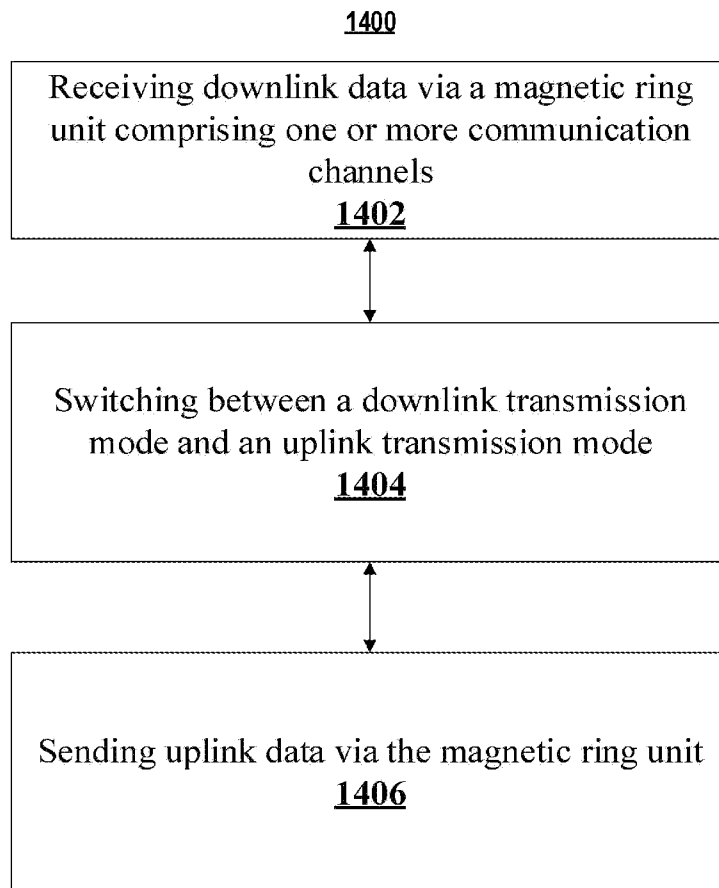 1400
Receiving downlink data via a magnetic ring
unit comprising one or more communication
channels
1402
Switching between a downlink transmission
mode and an uplink transmission mode
1404
Sending uplink data via the magnetic ring unit
1406